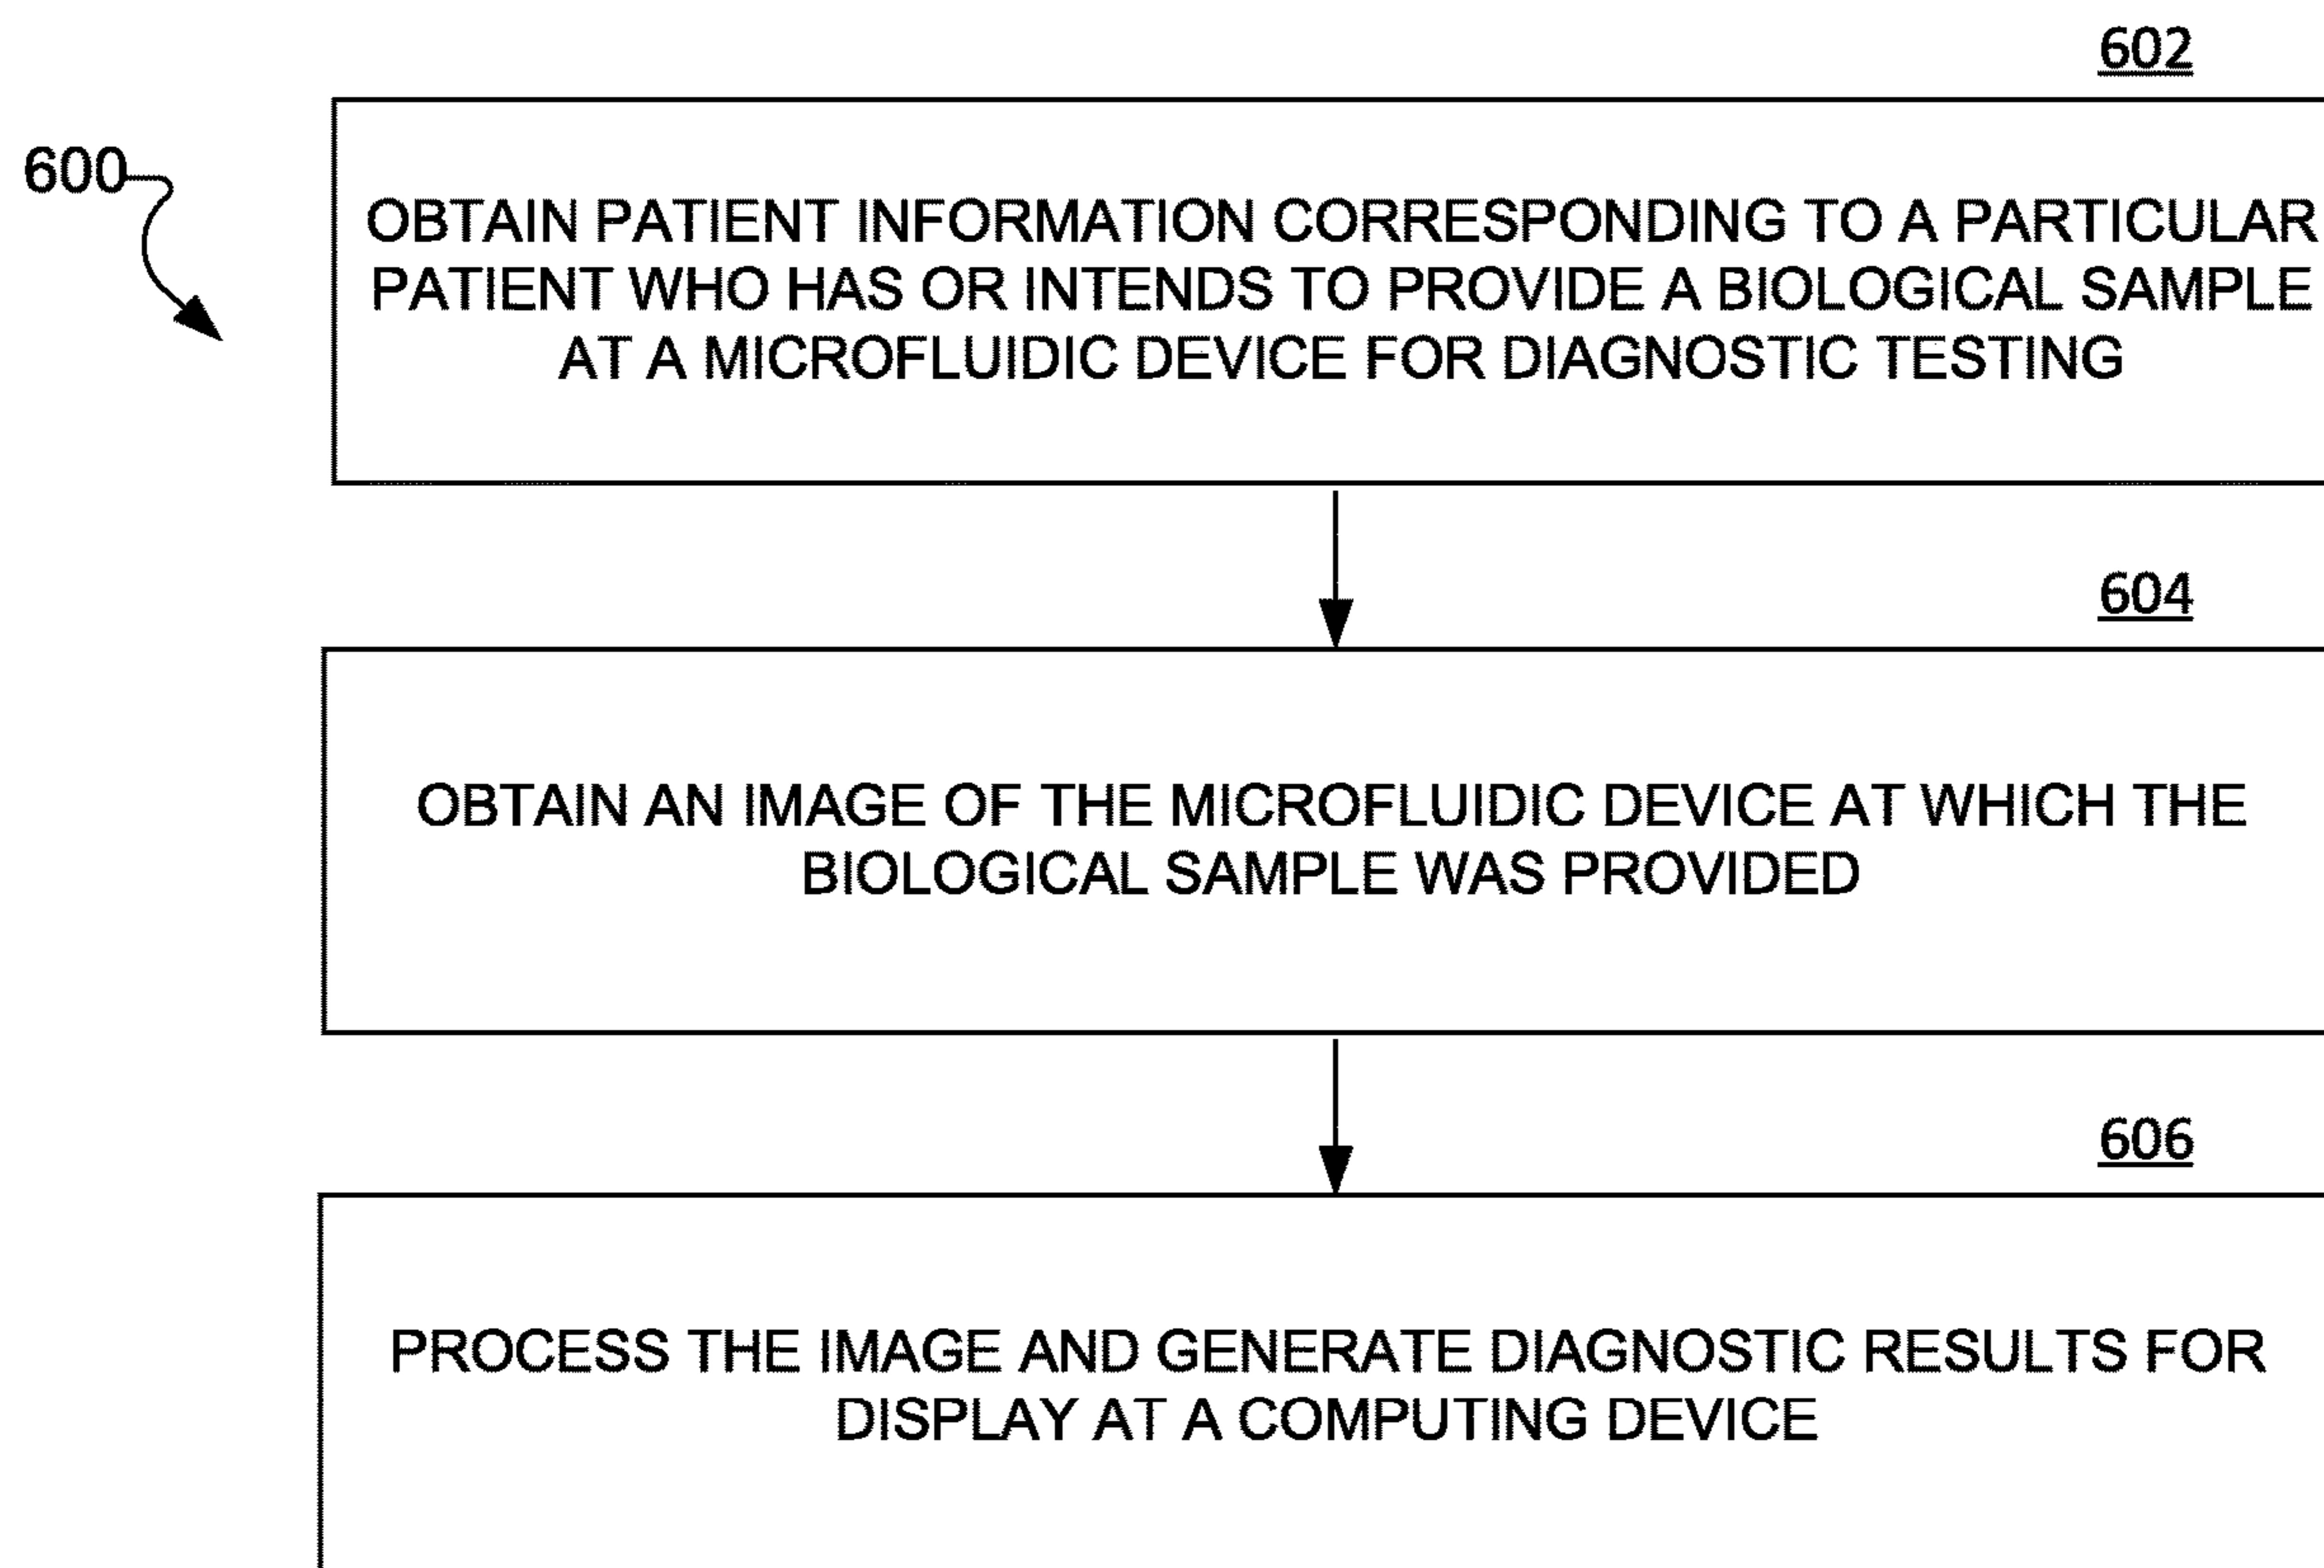 602
600
OBTAIN PATIENT INFORMATION CORRESPONDING TO A PARTICULAR
PATIENT WHO HAS OR INTENDS TO PROVIDE A BIOLOGICAL SAMPLE
AT A MICROFLUIDIC DEVICE FOR DIAGNOSTIC TESTING
604
OBTAIN AN IMAGE OF THE MICROFLUIDIC DEVICE AT WHICH THE
BIOLOGICAL SAMPLE WAS PROVIDED
606
PROCESS THE IMAGE AND GENERATE DIAGNOSTIC RESULTS FOR
DISPLAY AT A COMPUTING DEVICE